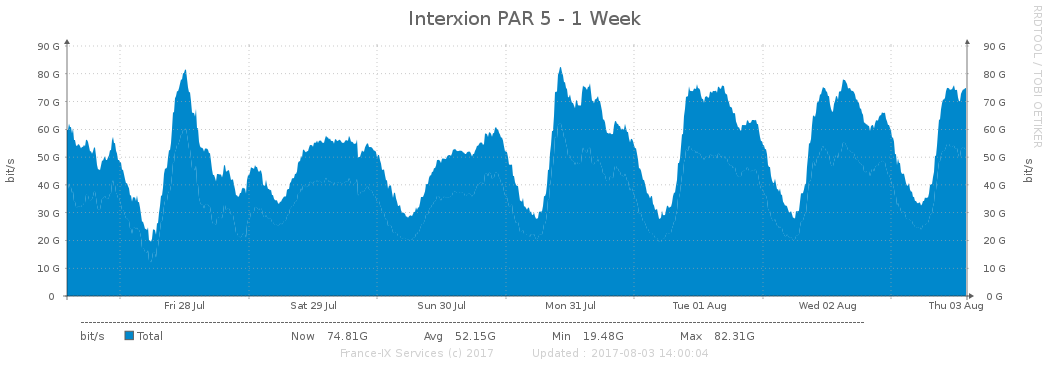 Interxion PAR 5 - 1 Week
RRDTOOL / TOBI OETIKER
90 G 90 G
80 G 80 G
70 G 70 G
60 G 60 G
50 G 50 G
40 G 40 G
30 G 30 G
20 G 20 G
10 G 10 G
0 0 G
bit/s
bit/s
Fri 28 Jul Sat 29 Jul Sun 30 Jul Mon 31 Jul Tue 01 Aug Wed 02 Aug Thu 03 Aug
bit/s Total Now 74.81G Avg 52.15G Min 19.48G Max 82.31G
France-IX Services (c) 2017 Updated : 2017-08-03 14:00:04